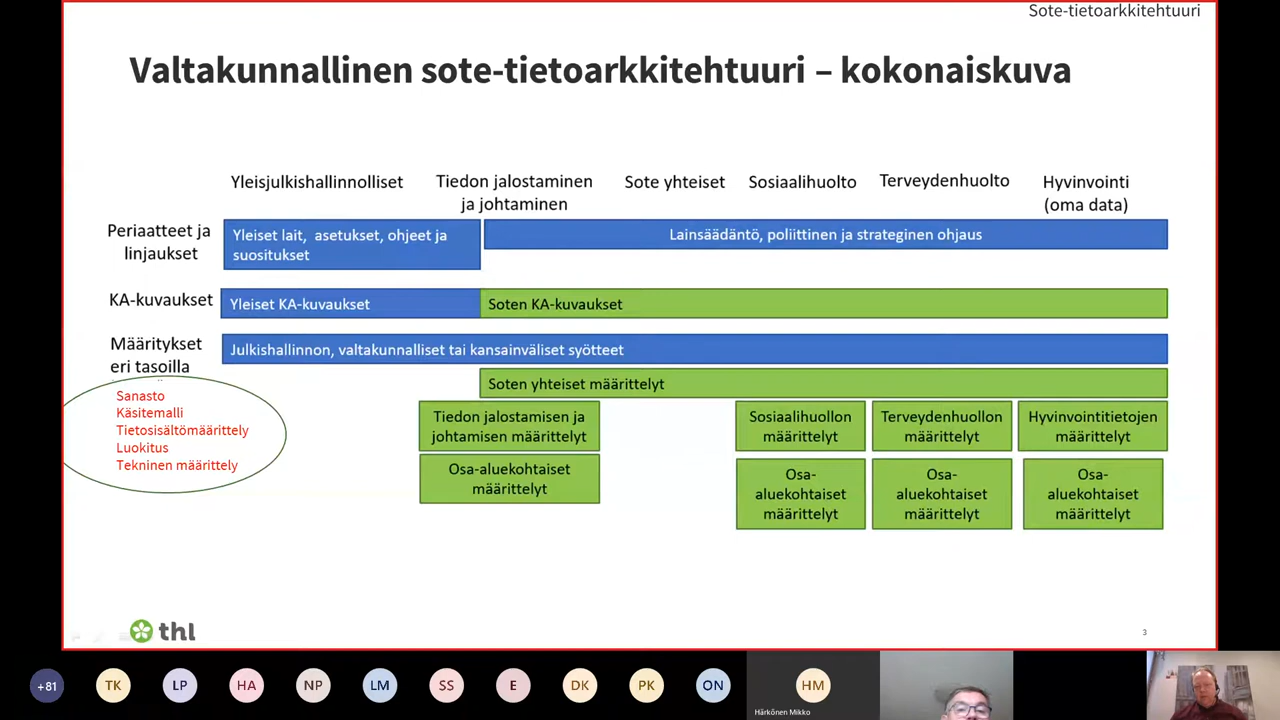 Sote-tietoarkkitehtuuri
Valtakunnallinen sote-tietoarkkitehtuuri – kokonaiskuva
Yleisjulkishallinnolliset
Tiedon jalostaminen
ja johtaminen
Sote yhteiset
Sosiaalihuolto
Terveydenhuolto
Hyvinvointi
(oma data)
Periaatteet ja
linjaukset
Yleiset lait, asetukset, ohjeet ja
suositukset
Lainsäädäntö, poliittinen ja strateginen ohjaus
KA-kuvaukset
Yleiset KA-kuvaukset
Soten KA-kuvaukset
Määritykset
eri tasoilla
Julkishallinnon, valtakunnalliset tai kansainväliset syötteet
Soten yhteiset määrittelyt
Sanasto
Käsitemalli
Tietosisältömäärittely
Luokitus
Tekninen määrittely
Tiedon jalostamisen ja
johtamisen määrittelyt
Sosiaalihuollon
määrittelyt
Terveydenhuollon
määrittelyt
Hyvinvointitietojen
määrittelyt
Osa-aluekohtaiset
määrittelyt
Osa-
aluekohtaiset
määrittelyt
Osa-
aluekohtaiset
määrittelyt
Osa-
aluekohtaiset
määrittelyt
thl
3
+81
TK
LP
HA
NP
LM
SS
E
DK
PK
ON
HM
Härkönen Mikko